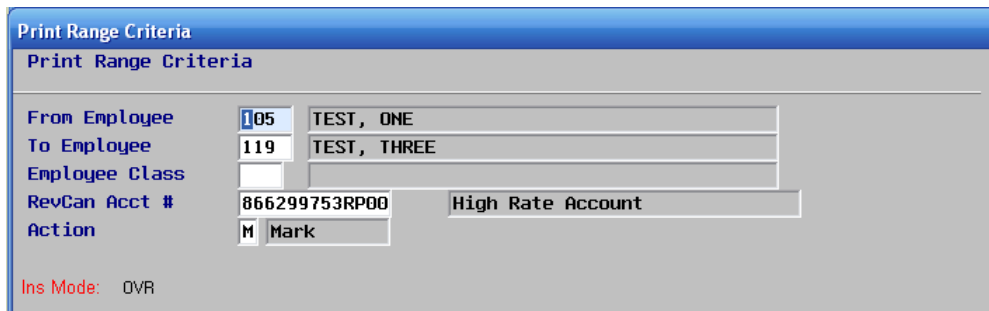 Print Range Criteria
Print Range Criteria
From Employee 105 TEST, ONE
To Employee 119 TEST, THREE
Employee Class
RevCan Acct # 866299753RP00 High Rate Account
Action M Mark
Ins Mode: OVR